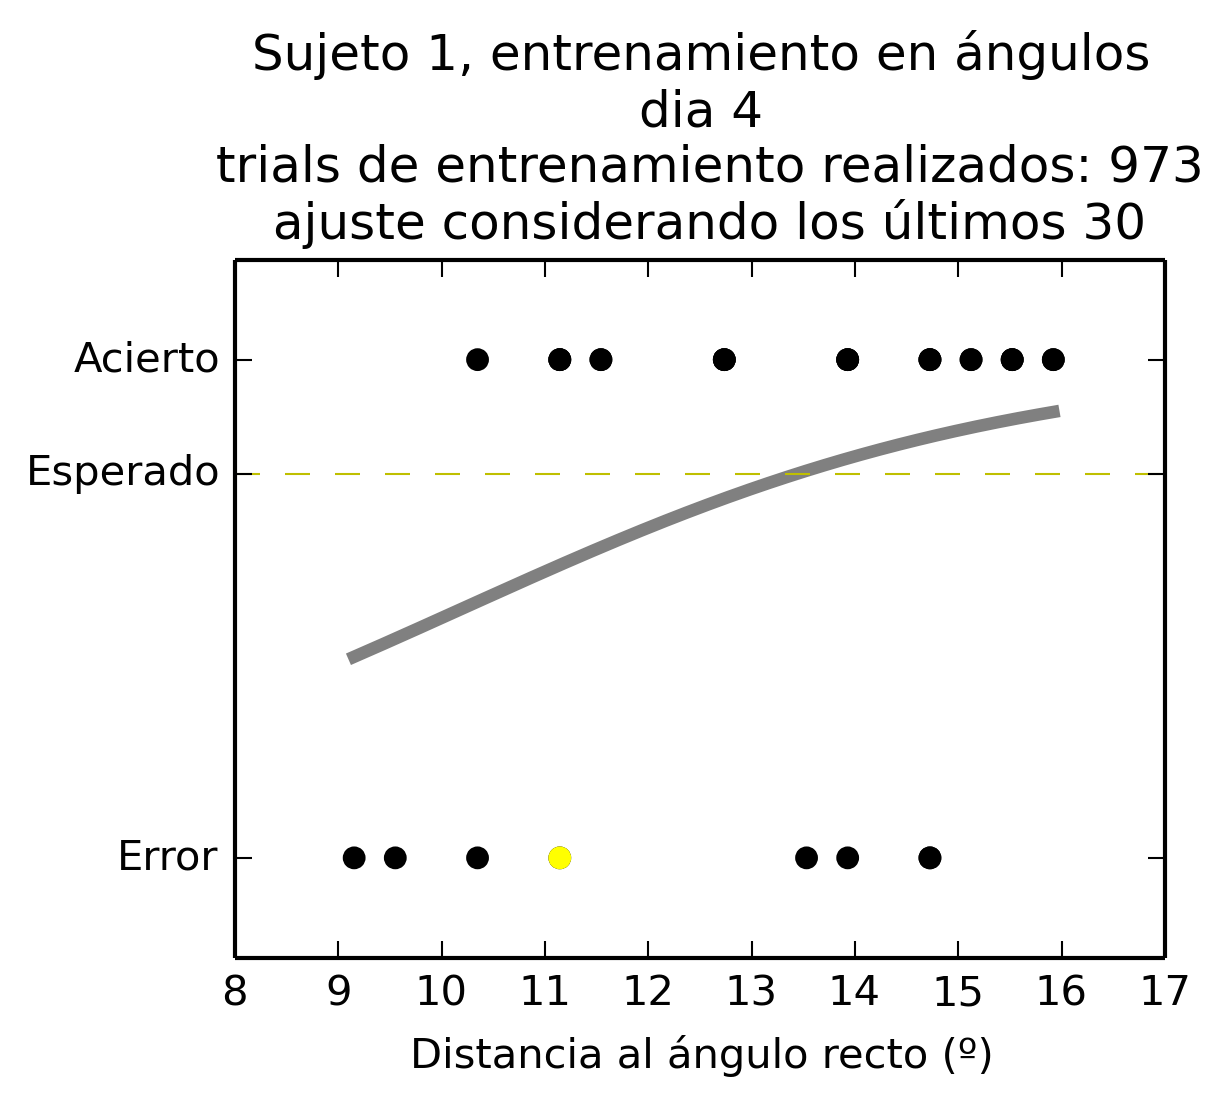 Sujeto 1, entrenamiento en ángulos
dia 4
trials de entrenamiento realizados: 973
ajuste considerando los últimos 30
Acierto
Esperado
Error
8 9 10 11 12 13 14 15 16 17
Distancia al ángulo recto (º)